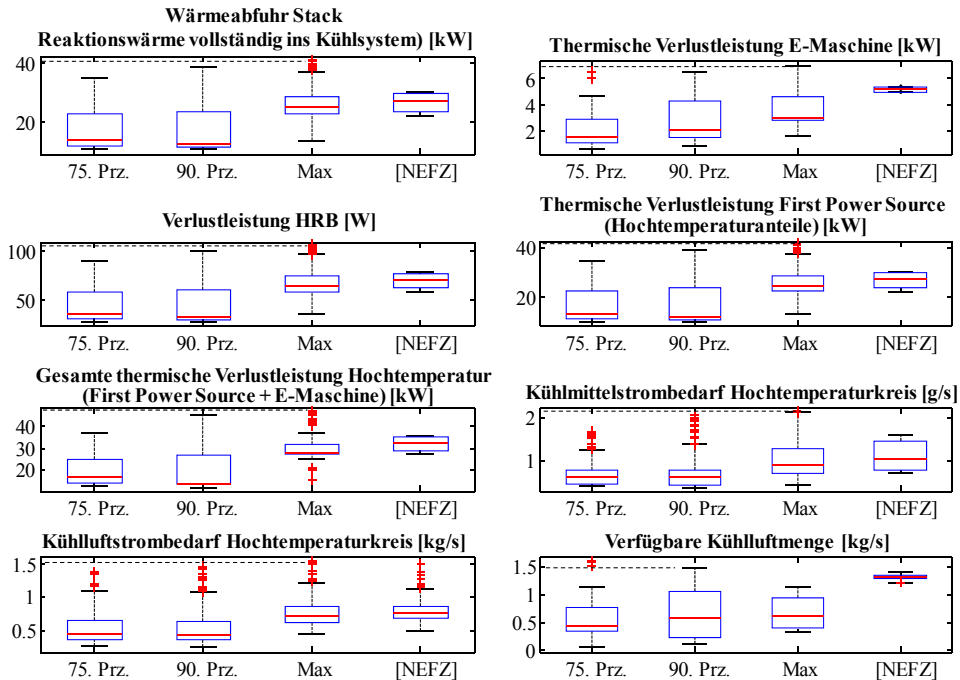 Wärmeabfuhr Stack
Reaktionswärme vollständig ins Kühlsystem) [kW]
40
20
75. Prz. 90. Prz. Max [NEFZ]
Thermische Verlustleistung E-Maschine [kW]
6
4
2
75. Prz. 90. Prz. Max [NEFZ]
Verlustleistung HRB [W]
100
50
75. Prz. 90. Prz. Max [NEFZ]
Thermische Verlustleistung First Power Source
(Hochtemperaturanteile) [kW]
40
20
75. Prz. 90. Prz. Max [NEFZ]
Gesamte thermische Verlustleistung Hochtemperatur
(First Power Source + E-Maschine) [kW]
40
30
20
75. Prz. 90. Prz. Max [NEFZ]
Kühlmittelstrombedarf Hochtemperaturkreis [g/s]
2
1
75. Prz. 90. Prz. Max [NEFZ]
Kühlluftstrombedarf Hochtemperaturkreis [kg/s]
1.5
1
0.5
75. Prz. 90. Prz. Max [NEFZ]
Verfügbare Kühlluftmenge [kg/s]
1.5
1
0.5
0
75. Prz. 90. Prz. Max [NEFZ]